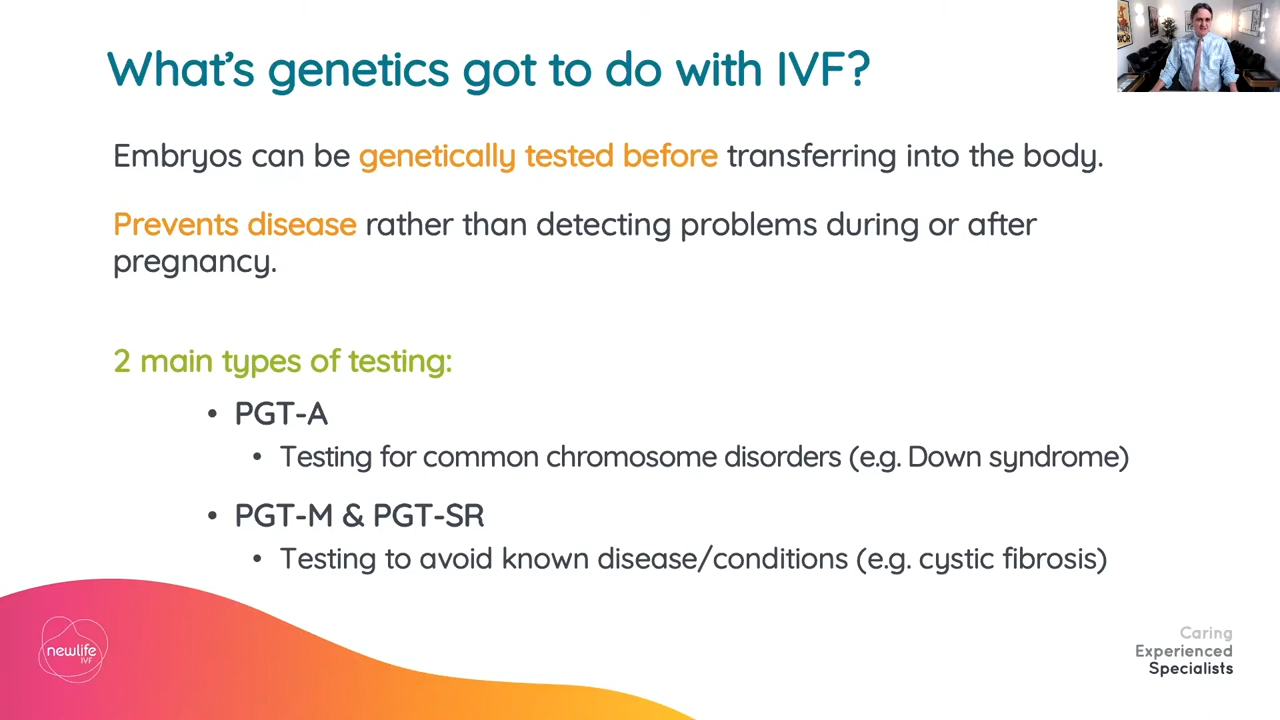 What's genetics got to do with IVF?
Embryos can be genetically tested before transferring into the body.
Prevents disease rather than detecting problems during or after
pregnancy.
2 main types of testing:
• PGT-A
• Testing for common chromosome disorders (e.g. Down syndrome)
• PGT-M & PGT-SR
• Testing to avoid known disease/conditions (e.g. cystic fibrosis)
newlife
IVF
Caring
Experienced
Specialists